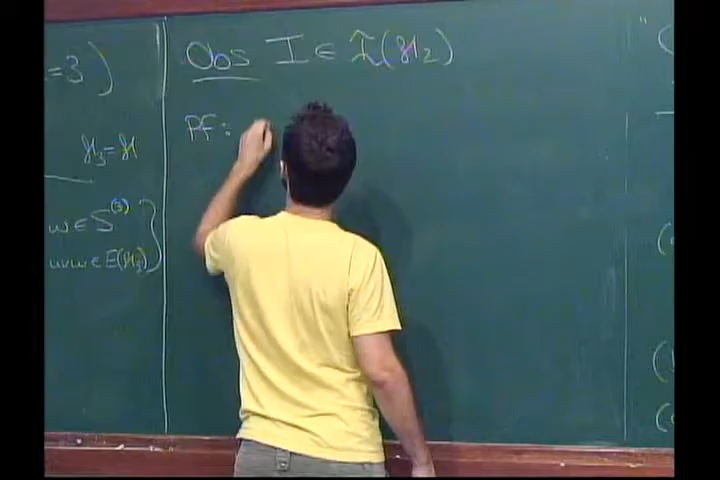 =3)
ℋ₃=ℋ
w∈S⁽³⁾
uvw∈E(ℋ₃)}
Obs I ∈ Ĩ(ℋ₂)
Pf: